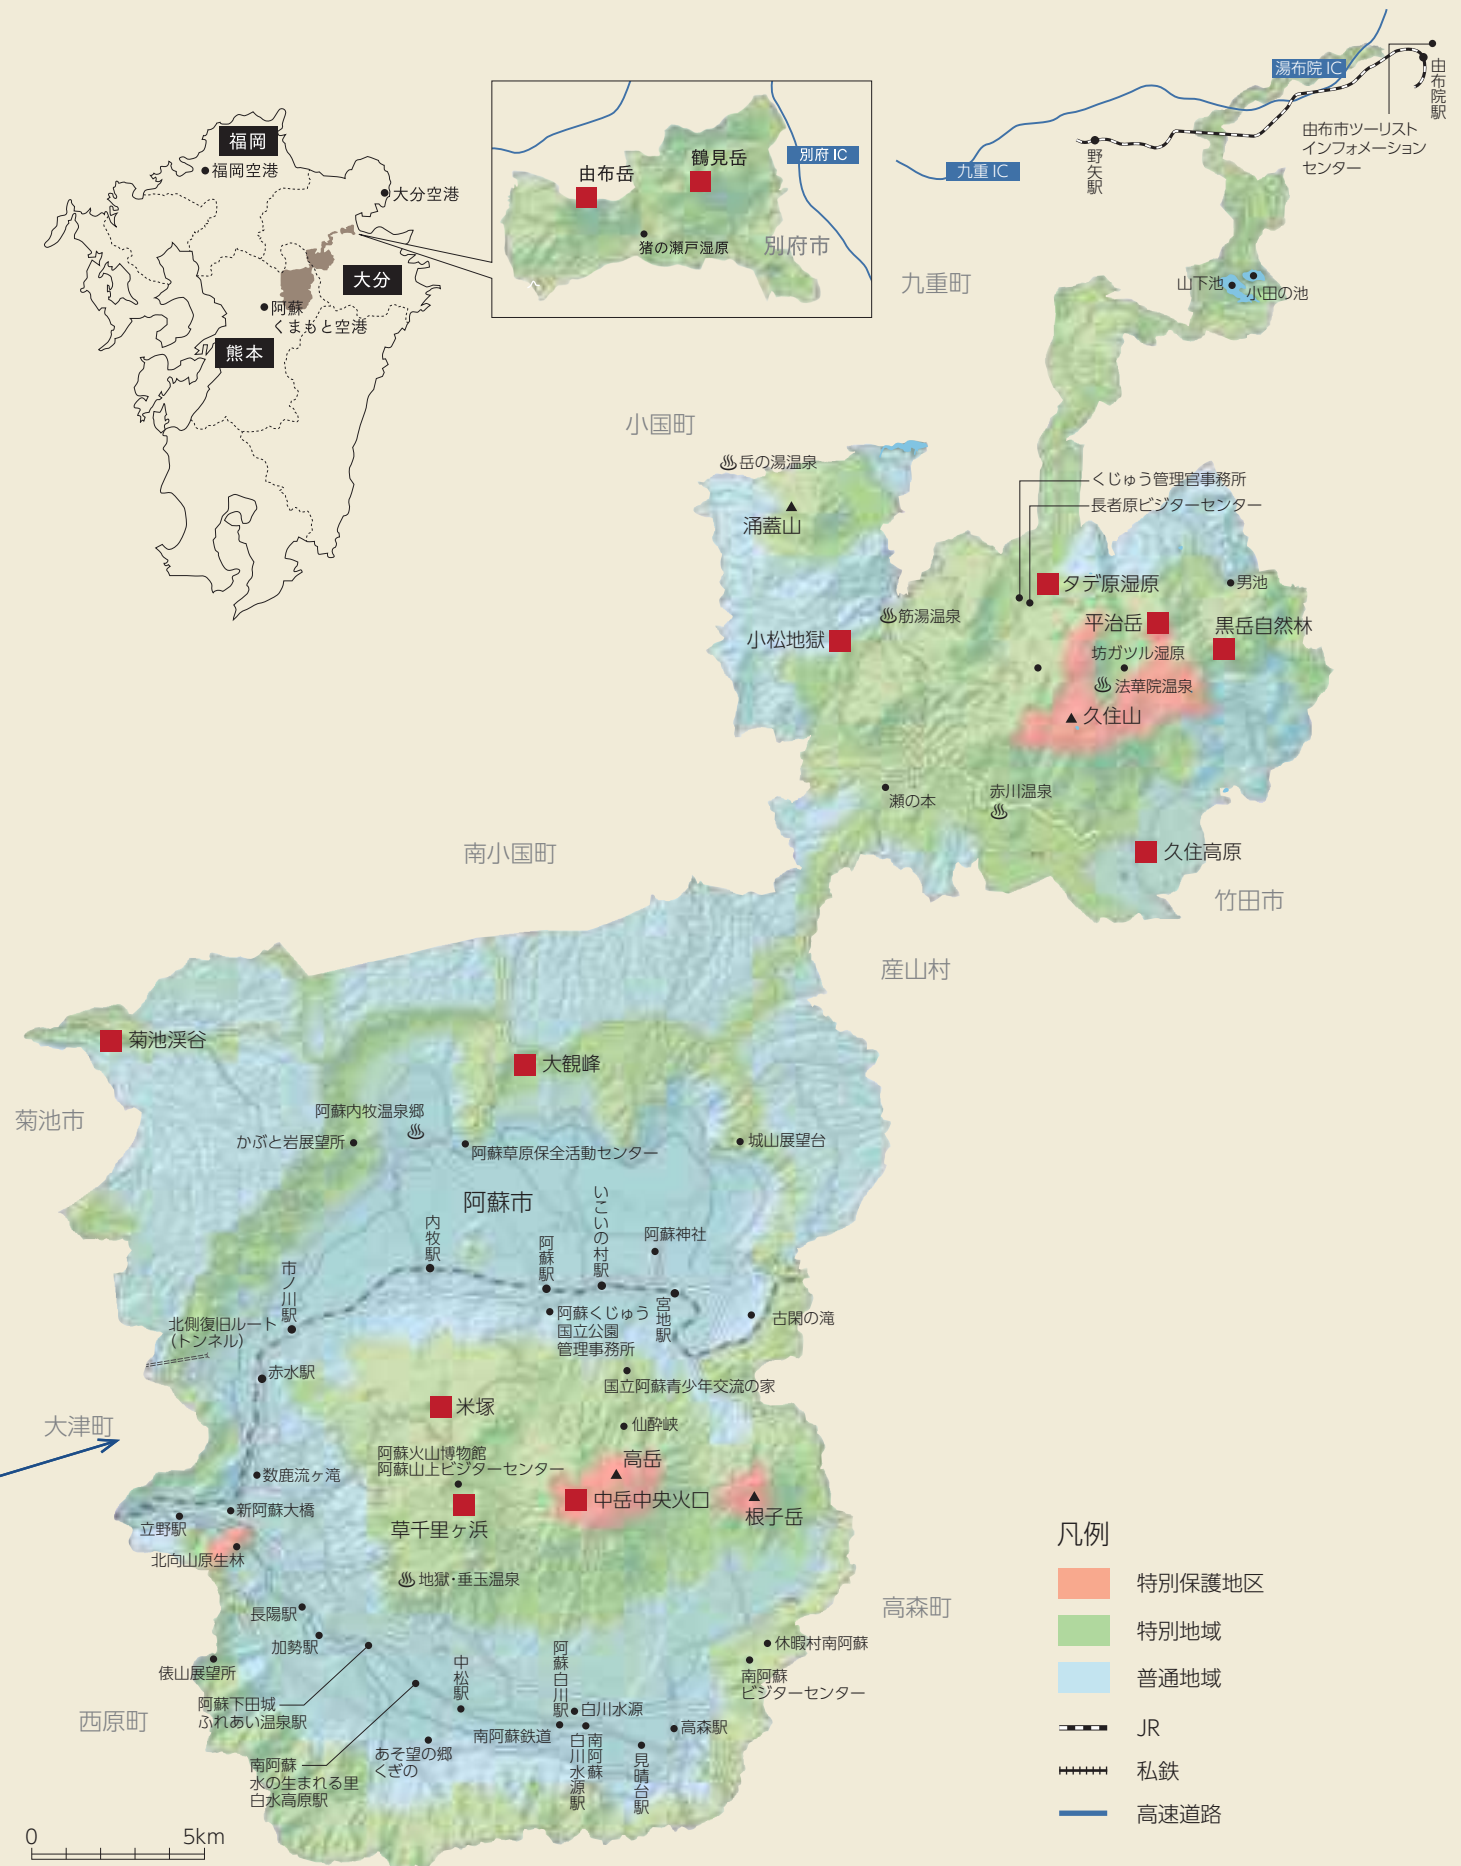 福岡
福岡空港
大分空港
大分
阿蘇
くまもと空港
熊本
由布岳
鶴見岳
別府 IC
猪の瀬戸湿原
別府市
湯布院 IC
由布院駅
由布市ツーリスト
インフォメーション
センター
野矢駅
九重 IC
九重町
山下池
小田の池
小国町
岳の湯温泉
涌蓋山
くじゅう管理官事務所
長者原ビジターセンター
タデ原湿原
男池
筋湯温泉
小松地獄
平治岳
黒岳自然林
坊ガツル湿原
法華院温泉
久住山
瀬の本
赤川温泉
南小国町
久住高原
竹田市
産山村
菊池渓谷
大観峰
菊池市
阿蘇内牧温泉郷
かぶと岩展望所
阿蘇草原保全活動センター
城山展望台
阿蘇市
内牧駅
阿蘇駅
いこいの村駅
阿蘇神社
市ノ川駅
宮地駅
北側復旧ルート
(トンネル)
阿蘇くじゅう
国立公園
管理事務所
古閑の滝
赤水駅
国立阿蘇青少年交流の家
米塚
仙酔峡
大津町
阿蘇火山博物館
阿蘇山上ビジターセンター
高岳
数鹿流ヶ滝
中岳中央火口
根子岳
新阿蘇大橋
立野駅
草千里ヶ浜
北向山原生林
地獄・垂玉温泉
長陽駅
加勢駅
高森町
俵山展望所
休暇村南阿蘇
南阿蘇
ビジターセンター
阿蘇下田城
ふれあい温泉駅
中松駅
阿蘇白川駅
白川水源
西原町
南阿蘇鉄道
高森駅
南阿蘇
白川水源駅
見晴台駅
あそ望の郷
くぎの
南阿蘇
水の生まれる里
白水高原駅
0 5km
凡例
特別保護地区
特別地域
普通地域
JR
私鉄
高速道路